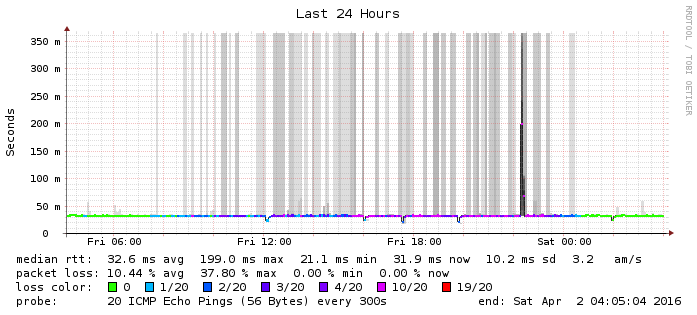 Last 24 Hours
RRDTOOL / TOBI OETIKER
Seconds
350 m
300 m
250 m
200 m
150 m
100 m
50 m
0
Fri 06:00 Fri 12:00 Fri 18:00 Sat 00:00
median rtt: 32.6 ms avg 199.0 ms max 21.1 ms min 31.9 ms now 10.2 ms sd 3.2 am/s
packet loss: 10.44 % avg 37.80 % max 0.00 % min 0.00 % now
loss color: 0 1/20 2/20 3/20 4/20 10/20 19/20
probe: 20 ICMP Echo Pings (56 Bytes) every 300s end: Sat Apr 2 04:05:04 2016